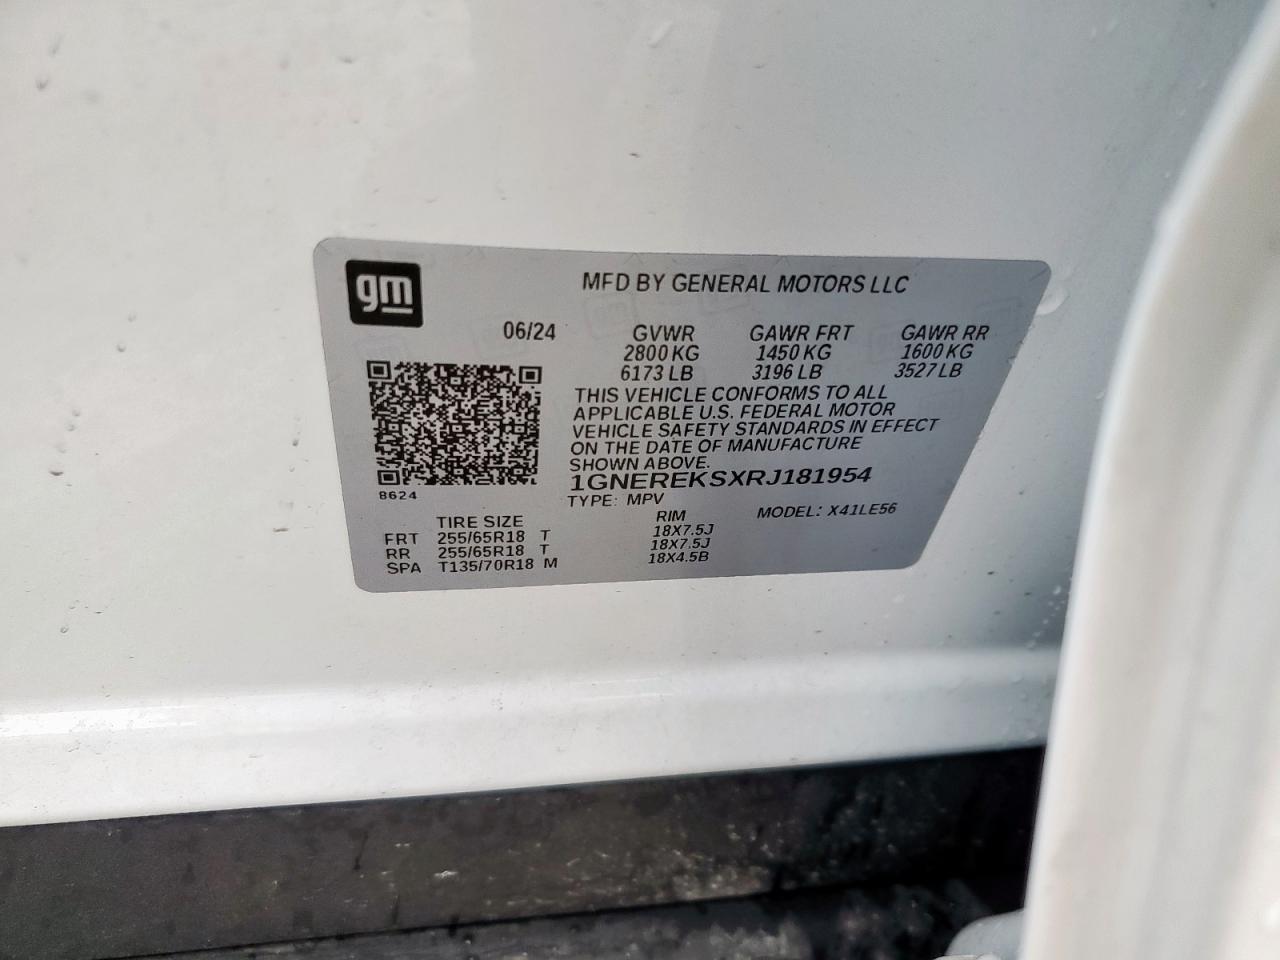 gm
MFD BY GENERAL MOTORS LLC
06/24 GVWR GAWR FRT GAWR RR
2800 KG 1450 KG 1600 KG
6173 LB 3196 LB 3527 LB
THIS VEHICLE CONFORMS TO ALL
APPLICABLE U.S. FEDERAL MOTOR
VEHICLE SAFETY STANDARDS IN EFFECT
ON THE DATE OF MANUFACTURE
SHOWN ABOVE.
1GNEREKSXRJ181954
8624
TYPE: MPV MODEL: X41LE56
TIRE SIZE RIM
FRT 255/65R18 T 18X7.5J
RR 255/65R18 T 18X7.5J
SPA T135/70R18 M 18X4.5B